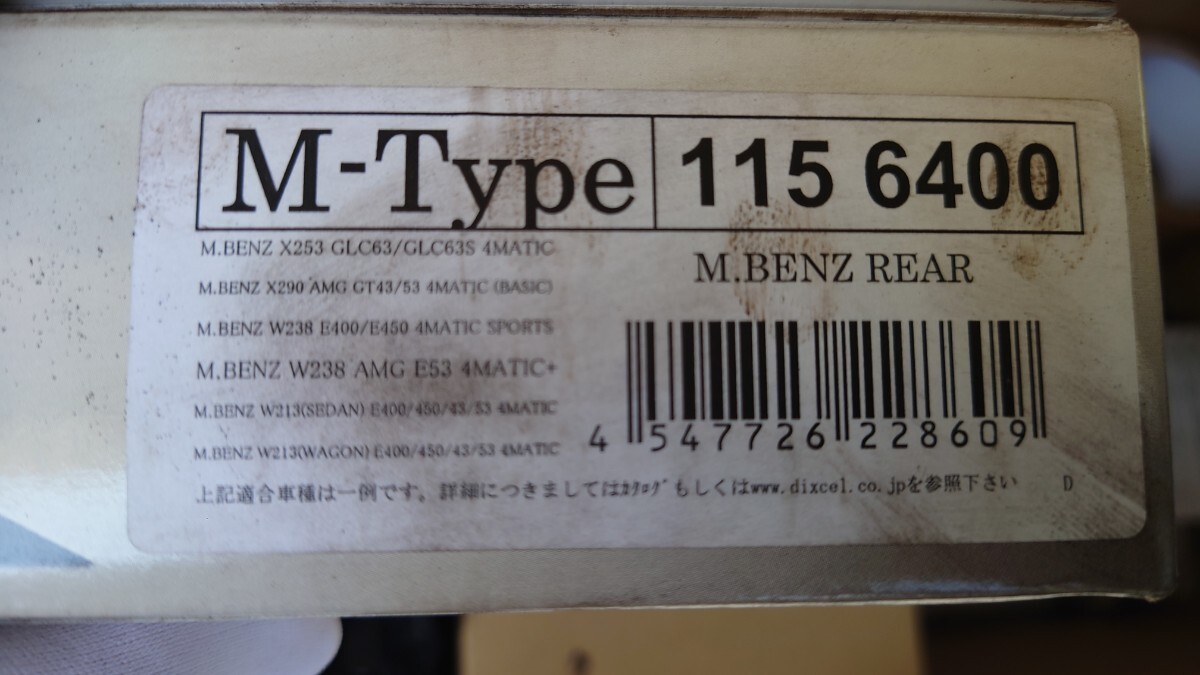 M-Type 115 6400
M.BENZ X253 GLC63/GLC63S 4MATIC
M.BENZ X290 AMG GT43/53 4MATIC (BASIC)
M.BENZ W238 E400/E450 4MATIC SPORTS
M.BENZ W238 AMG E53 4MATIC+
M.BENZ W213(SEDAN) E400/450/43/53 4MATIC
M.BENZ W213(WAGON) E400/450/43/53 4MATIC
M.BENZ REAR
4 547726 228609
上記適合車種は一例です。詳細につきましてはｶﾀﾛｸﾞもしくはwww.dixcel.co.jpを参照下さい D